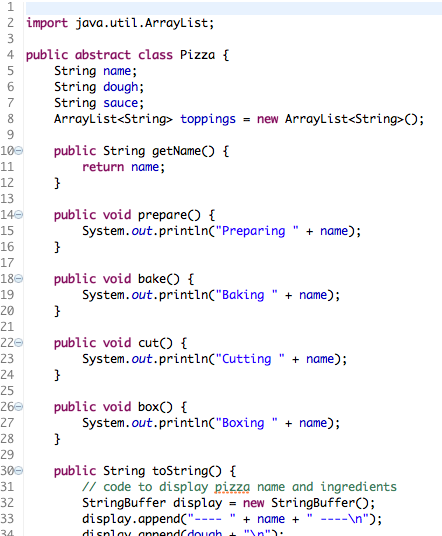 1
2 import java.util.ArrayList;
3
4 public abstract class Pizza {
5 String name;
6 String dough;
7 String sauce;
8 ArrayList<String> toppings = new ArrayList<String>();
9
10 public String getName() {
11 return name;
12 }
13
14 public void prepare() {
15 System.out.println("Preparing " + name);
16 }
17
18 public void bake() {
19 System.out.println("Baking " + name);
20 }
21
22 public void cut() {
23 System.out.println("Cutting " + name);
24 }
25
26 public void box() {
27 System.out.println("Boxing " + name);
28 }
29
30 public String toString() {
31 // code to display pizza name and ingredients
32 StringBuffer display = new StringBuffer();
33 display.append("---- " + name + " ----\n");
34 display.append(dough + "\n");